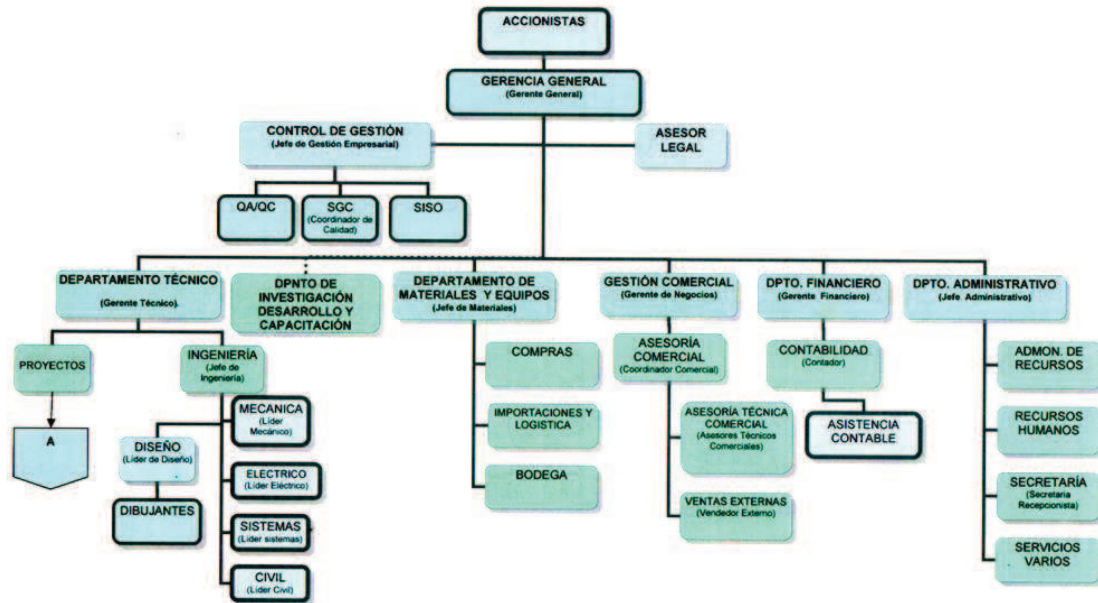 ACCIONISTAS
GERENCIA GENERAL
(Gerente General)
CONTROL DE GESTIÓN
(Jefe de Gestión Empresarial)
ASESOR
LEGAL
QA/QC
SGC
(Coordinador de
Calidad)
SISO
DEPARTAMENTO TÉCNICO
(Gerente Técnico).
DPNTO DE
INVESTIGACIÓN
DESARROLLO Y
CAPACITACIÓN
DEPARTAMENTO DE
MATERIALES Y EQUIPOS
(Jefe de Materiales)
GESTIÓN COMERCIAL
(Gerente de Negocios)
DPTO. FINANCIERO
(Gerente Financiero)
DPTO. ADMINISTRATIVO
(Jefe. Administrativo)
PROYECTOS
INGENIERÍA
(Jefe de
Ingeniería)
COMPRAS
ASESORÍA
COMERCIAL
(Coordinador Comercial)
CONTABILIDAD
(Contador)
ADMON. DE
RECURSOS
A
DISEÑO
(Líder de Diseño)
MECANICA
(Líder
Mecánico)
IMPORTACIONES Y
LOGISTICA
ASESORÍA TÉCNICA
COMERCIAL
(Asesores Técnicos
Comerciales)
ASISTENCIA
CONTABLE
RECURSOS
HUMANOS
ELECTRICO
(Líder Eléctrico)
BODEGA
SECRETARÍA
(Secretaria
Recepcionista)
DIBUJANTES
SISTEMAS
(Líder sistemas)
VENTAS EXTERNAS
(Vendedor Externo)
SERVICIOS
VARIOS
CIVIL
(Líder Civil)